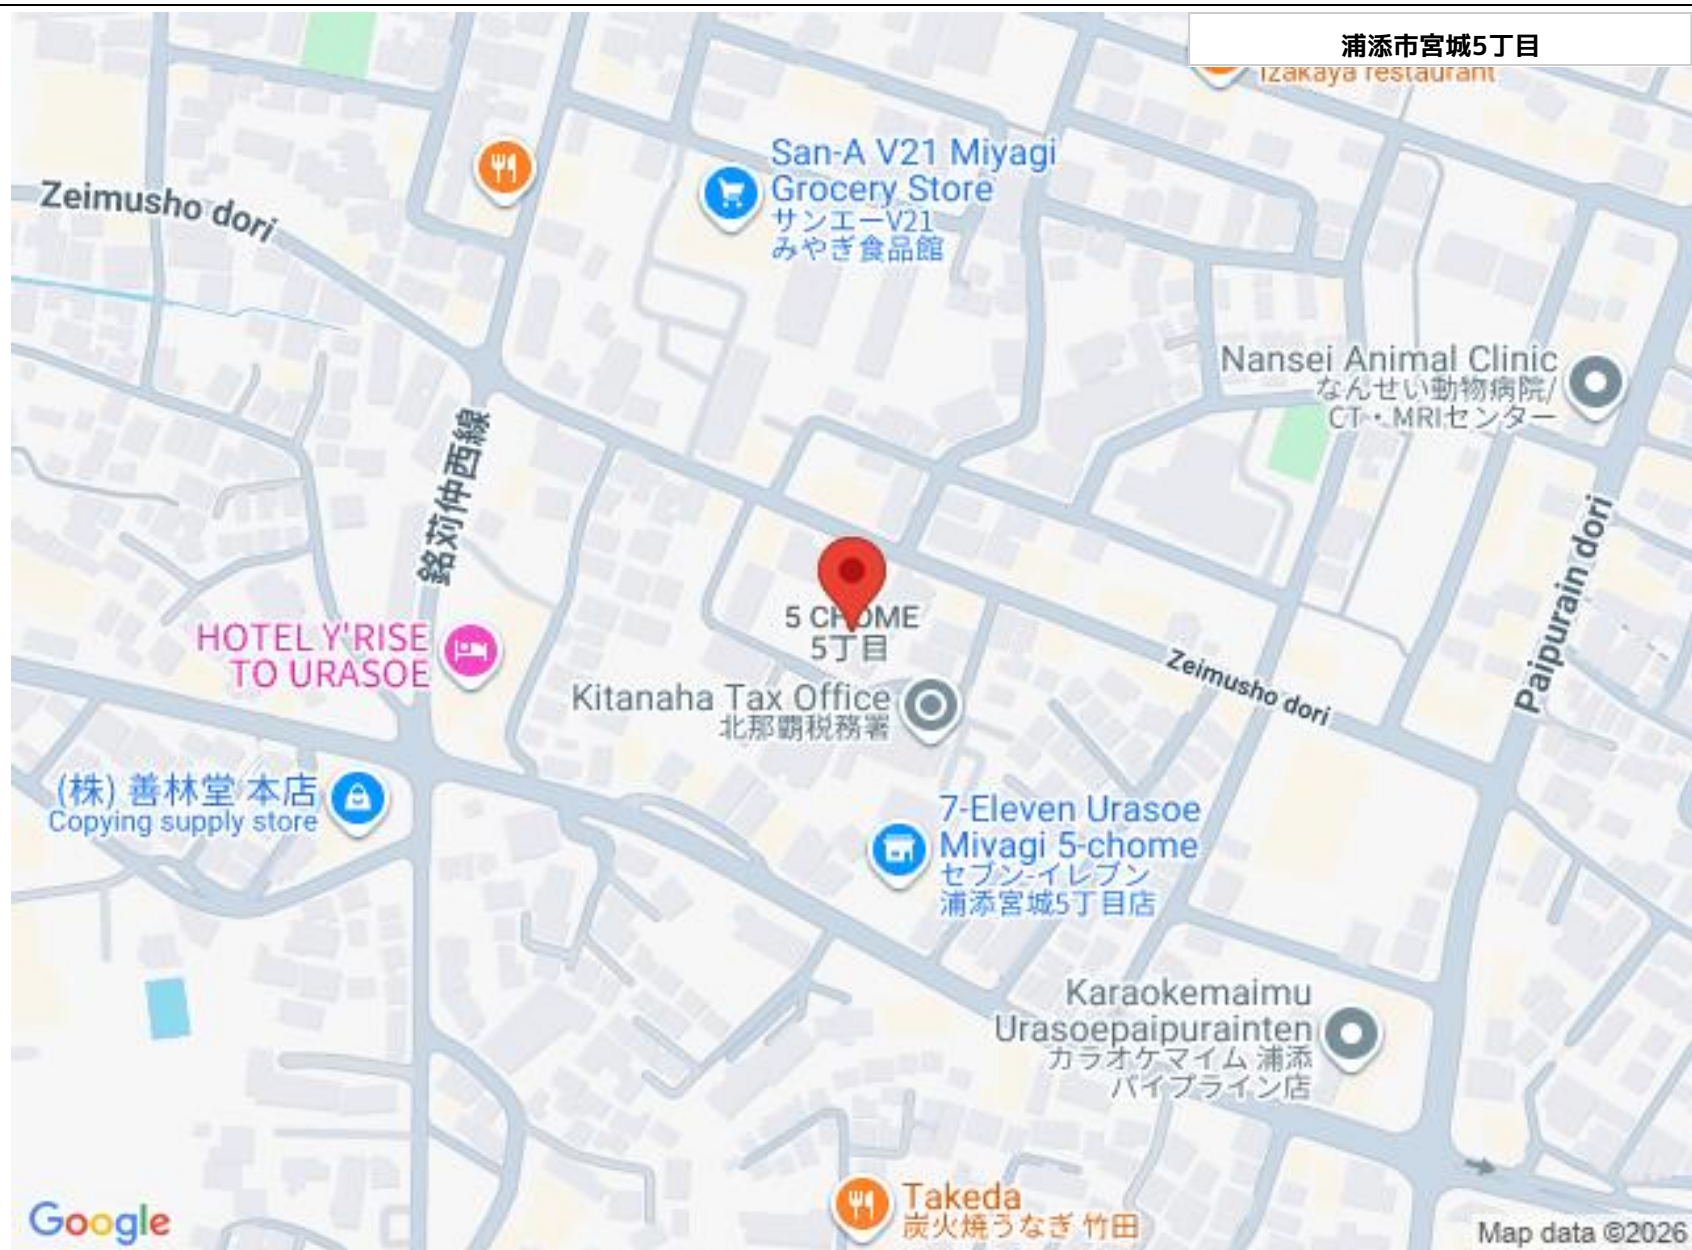 浦添市宮城5丁目
Izakaya restaurant
San-A V21 Miyagi
Grocery Store
サンエーV21
みやぎ食品館
Zeimusho dori
Nansei Animal Clinic
なんせい動物病院/
CT・MRIセンター
銘苅仲西線
Paipurain dori
5 CHOME
5丁目
HOTEL Y'RISE
TO URASOE
Zeimusho dori
Kitanaha Tax Office
北那覇税務署
(株) 善林堂 本店
Copying supply store
7-Eleven Urasoe
Miyagi 5-chome
セブン-イレブン
浦添宮城5丁目店
Karaokemaimu
Urasoepaipurainten
カラオケマイム 浦添
パイプライン店
Takeda
炭火焼うなぎ 竹田
Google
Map data ©2026